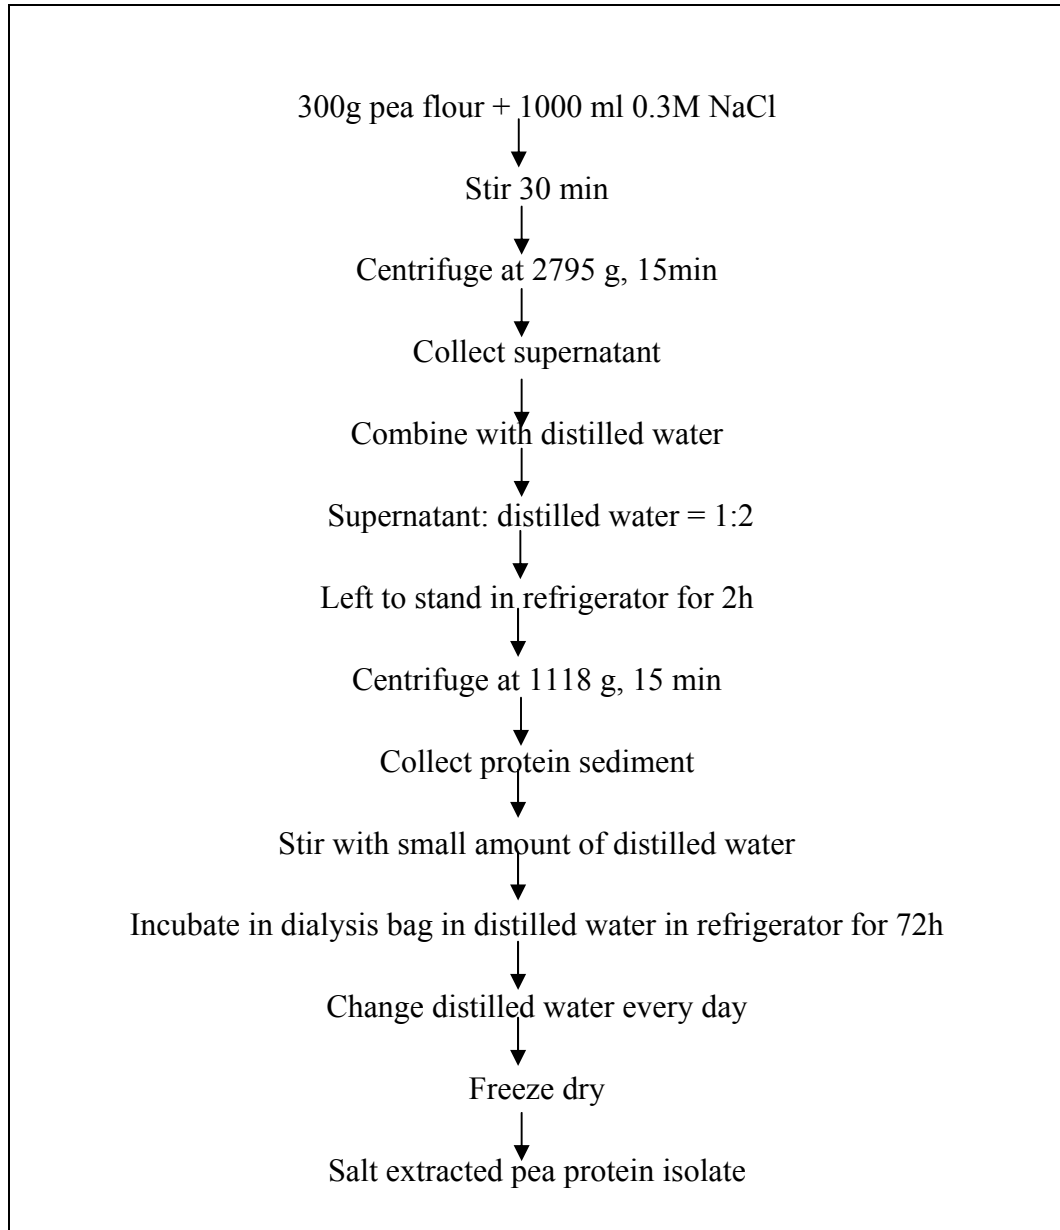 300g pea flour + 1000 ml 0.3M NaCl
Stir 30 min
Centrifuge at 2795 g, 15min
Collect supernatant
Combine with distilled water
Supernatant: distilled water = 1:2
Left to stand in refrigerator for 2h
Centrifuge at 1118 g, 15 min
Collect protein sediment
Stir with small amount of distilled water
Incubate in dialysis bag in distilled water in refrigerator for 72h
Change distilled water every day
Freeze dry
Salt extracted pea protein isolate